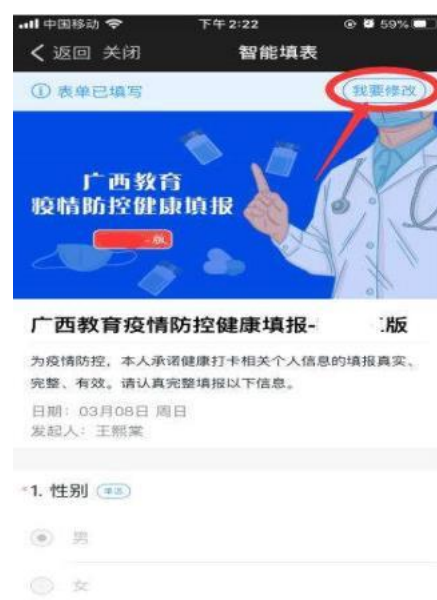 中国移动 下午 2:22 59%
返回 关闭 智能填表
表单已填写 我要修改
广西教育
疫情防控健康填报
版
广西教育疫情防控健康填报- 版
为疫情防控，本人承诺健康打卡相关个人信息的填报真实、
完整、有效。请认真完整填报以下信息。
日期：03月08日 周日
发起人：王熙棠
*1. 性别 单选
男
女